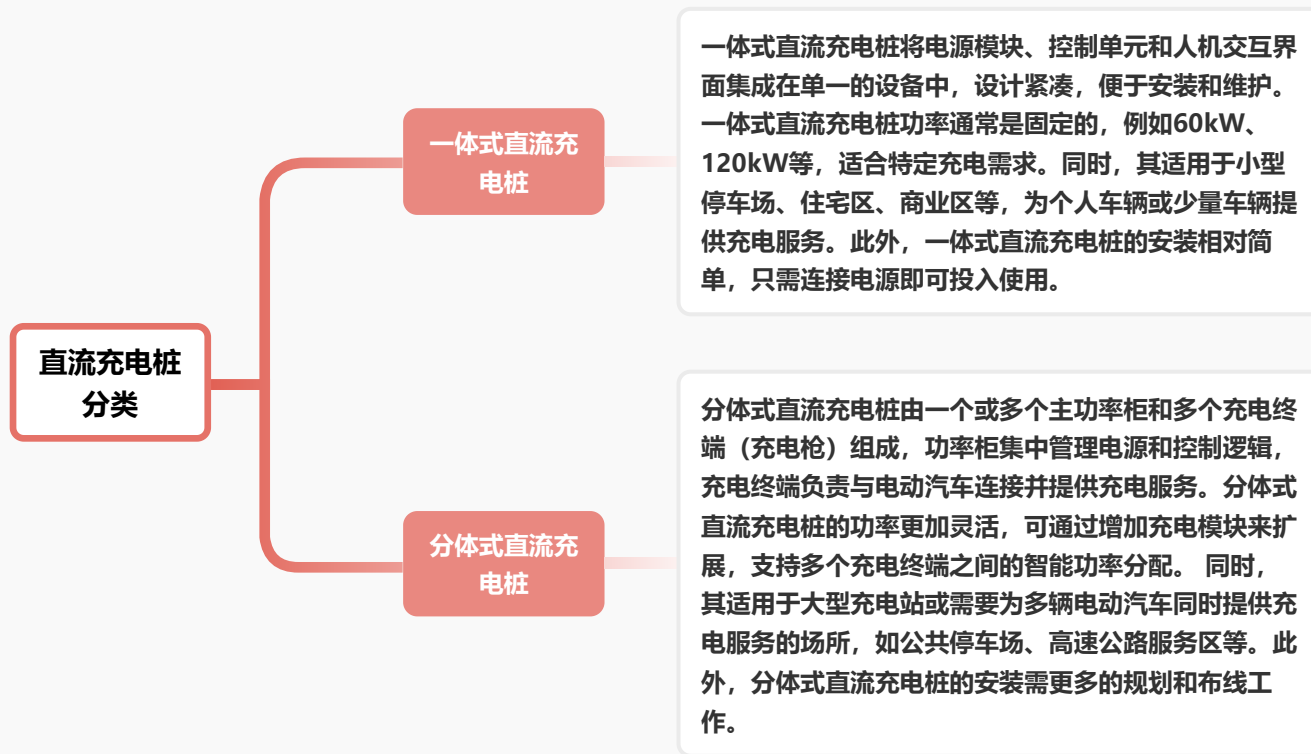 直流充电桩
分类
一体式直流充
电桩
一体式直流充电桩将电源模块、控制单元和人机交互界
面集成在单一的设备中，设计紧凑，便于安装和维护。
一体式直流充电桩功率通常是固定的，例如60kW、
120kW等，适合特定充电需求。同时，其适用于小型
停车场、住宅区、商业区等，为个人车辆或少量车辆提
供充电服务。此外，一体式直流充电桩的安装相对简
单，只需连接电源即可投入使用。
分体式直流充
电桩
分体式直流充电桩由一个或多个主功率柜和多个充电终
端（充电枪）组成，功率柜集中管理电源和控制逻辑，
充电终端负责与电动汽车连接并提供充电服务。分体式
直流充电桩的功率更加灵活，可通过增加充电模块来扩
展，支持多个充电终端之间的智能功率分配。 同时，
其适用于大型充电站或需要为多辆电动汽车同时提供充
电服务的场所，如公共停车场、高速公路服务区等。此
外，分体式直流充电桩的安装需更多的规划和布线工
作。